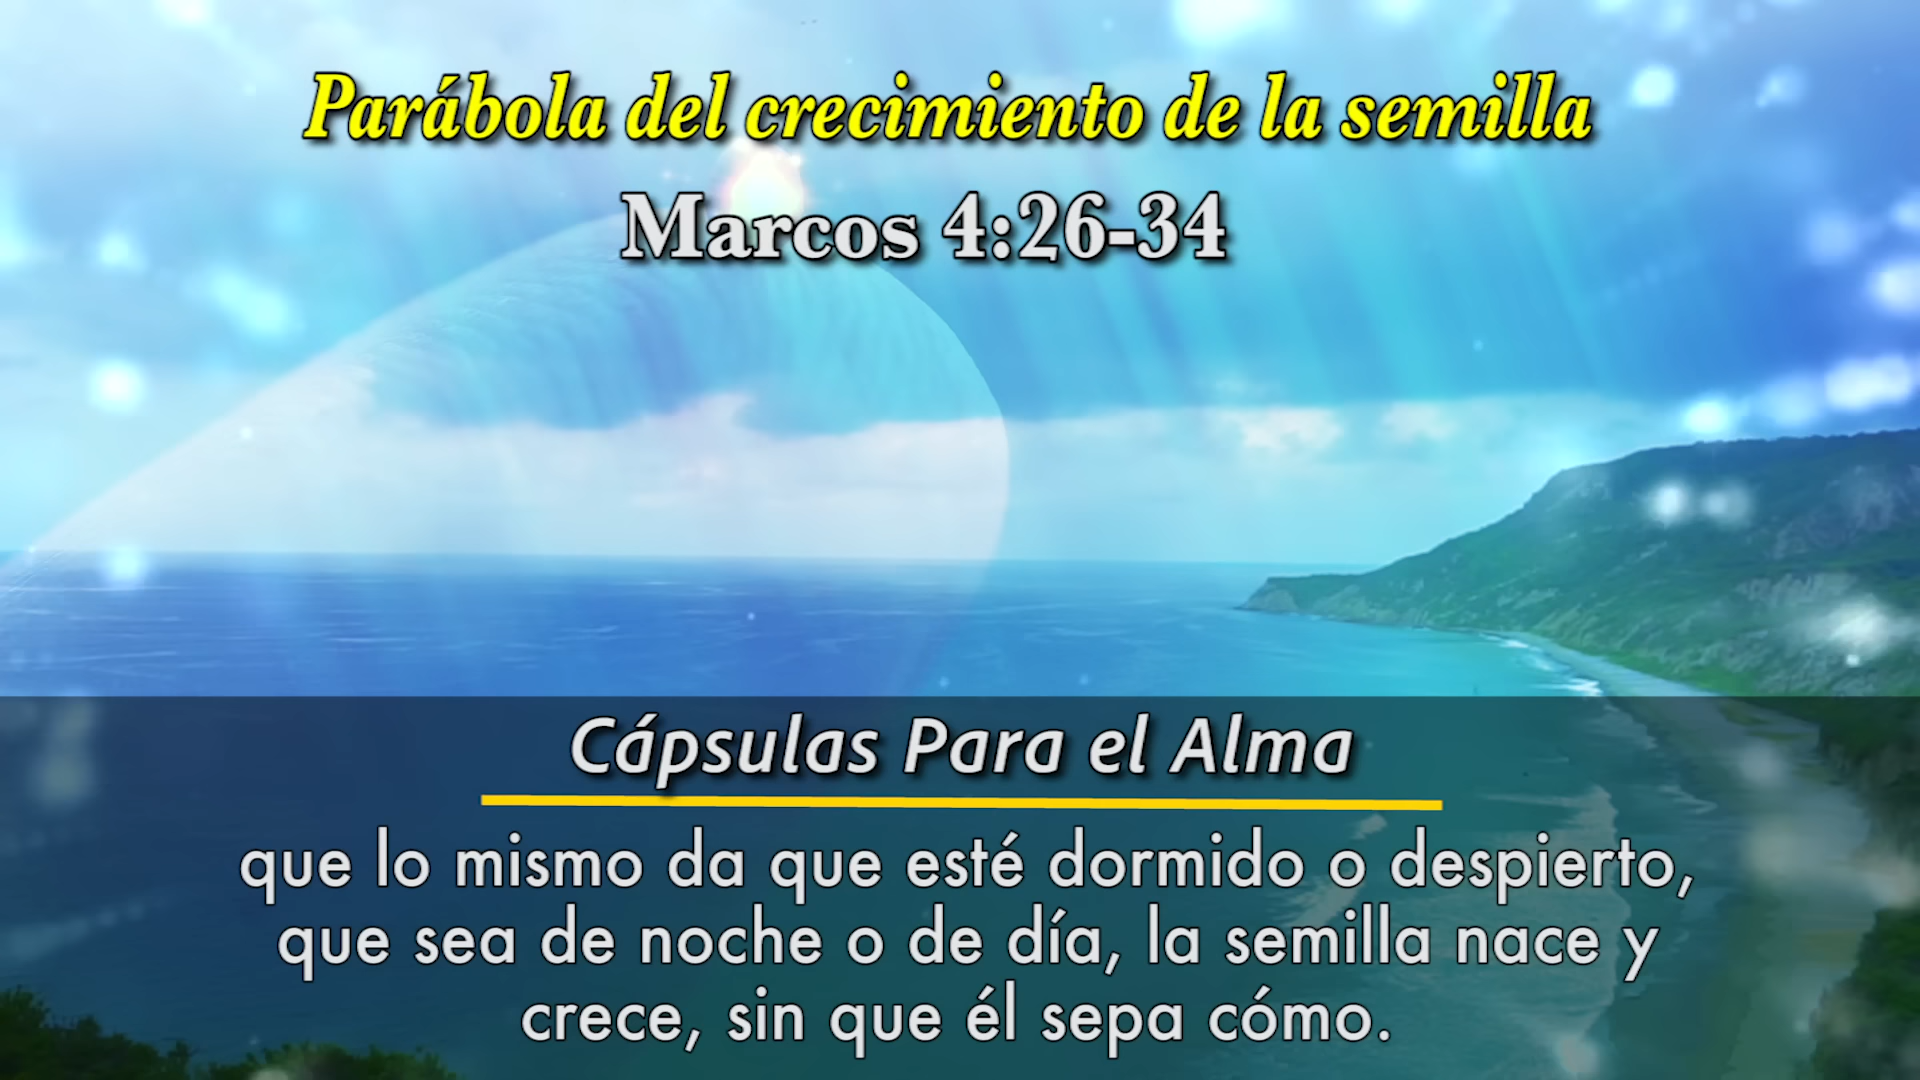 Parábola del crecimiento de la semilla
Marcos 4:26-34
Cápsulas Para el Alma
que lo mismo da que esté dormido o despierto,
que sea de noche o de día, la semilla nace y
crece, sin que él sepa cómo.